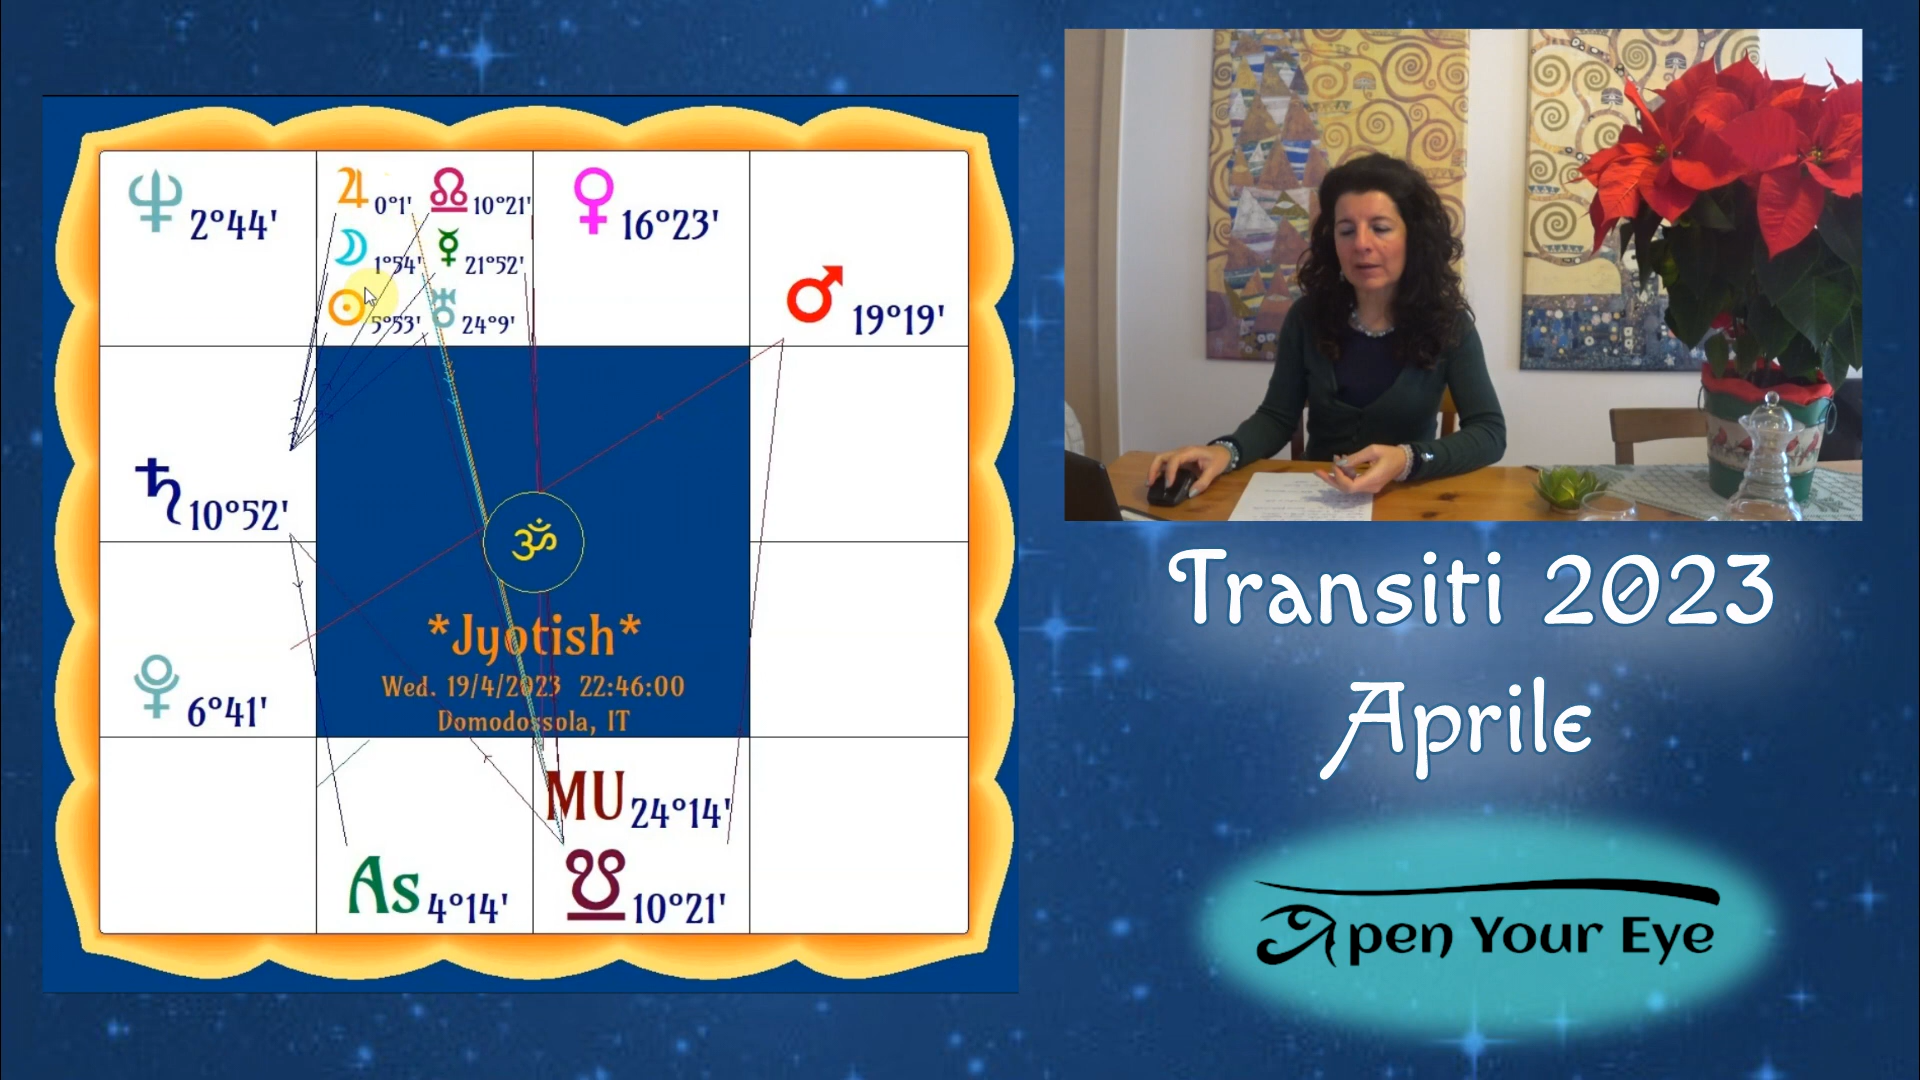 2°44'
0°1'
10°21'
1°54'
21°52'
5°53'
24°9'
16°23'
19°19'
10°52'
ॐ
6°41'
*Jyotish*
Wed. 19/4/2023 22:46:00
Domodossola, IT
MU 24°14'
As 4°14'
10°21'
Transiti 2023
Aprile
Open Your Eye